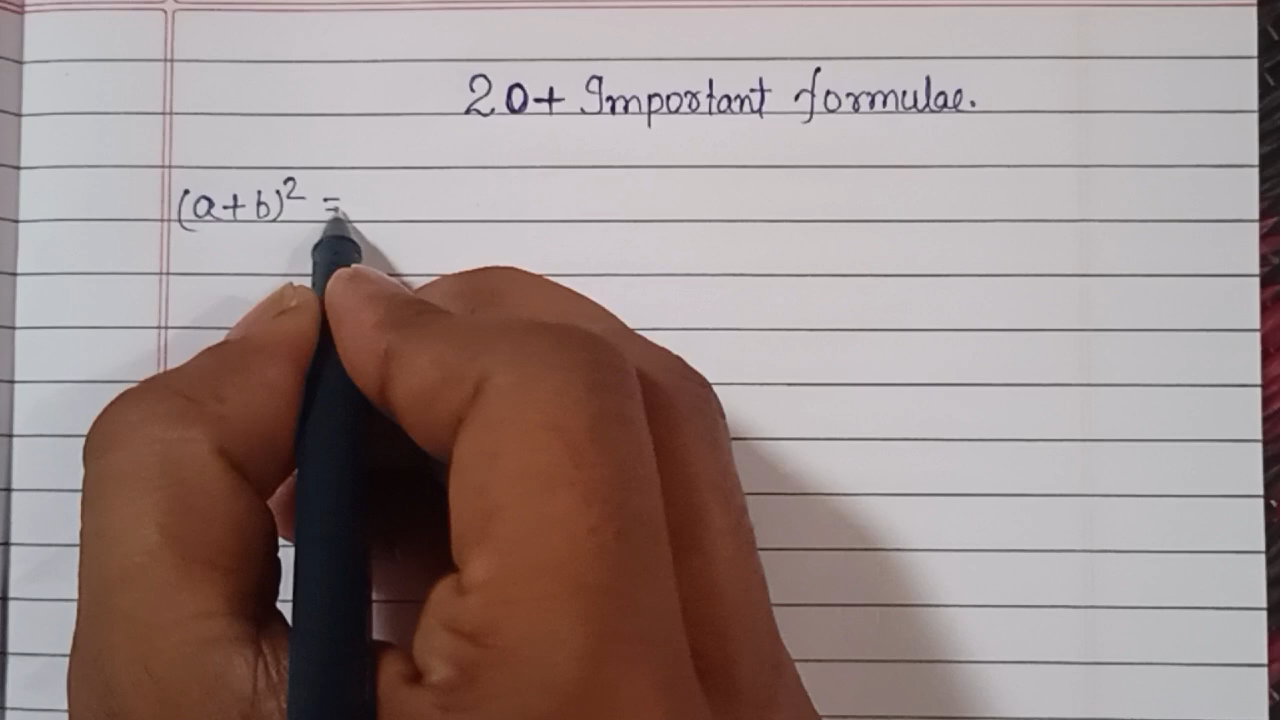 20+ Important formulae.
(a+b)² =